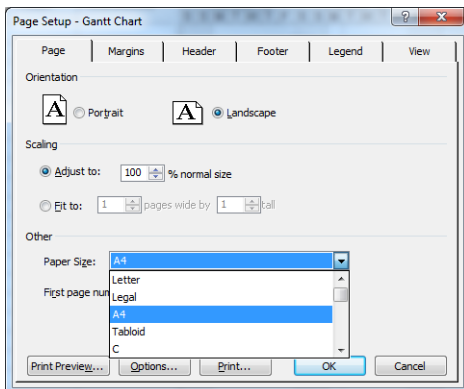 Page Setup - Gantt Chart
Page Margins Header Footer Legend View
Orientation
A Portrait A Landscape
Scaling
Adjust to: 100 % normal size
Fit to: 1 pages wide by 1 tall
Other
Paper Size: A4
Letter
First page num
Legal
A4
Tabloid
C
Print Preview... Options... Print... OK Cancel